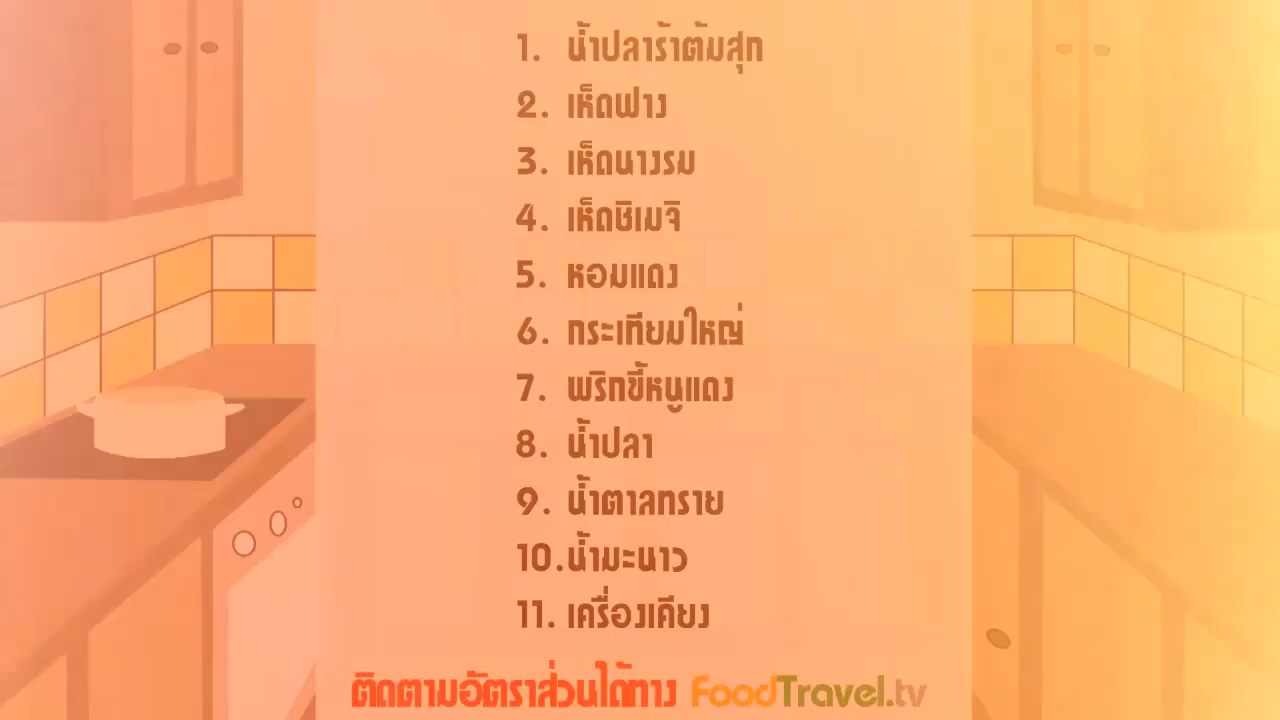 1. น้ำปลาร้าต้มสุก
2. เห็ดฟาง
3. เห็ดนางรม
4. เห็ดชิเมจิ
5. หอมแดง
6. กระเทียมใหญ่
7. พริกขี้หนูแดง
8. น้ำปลา
9. น้ำตาลทราย
10.น้ำมะนาว
11. เครื่องเคียง
ติดตามอัตราส่วนได้ทาง FoodTravel.tv